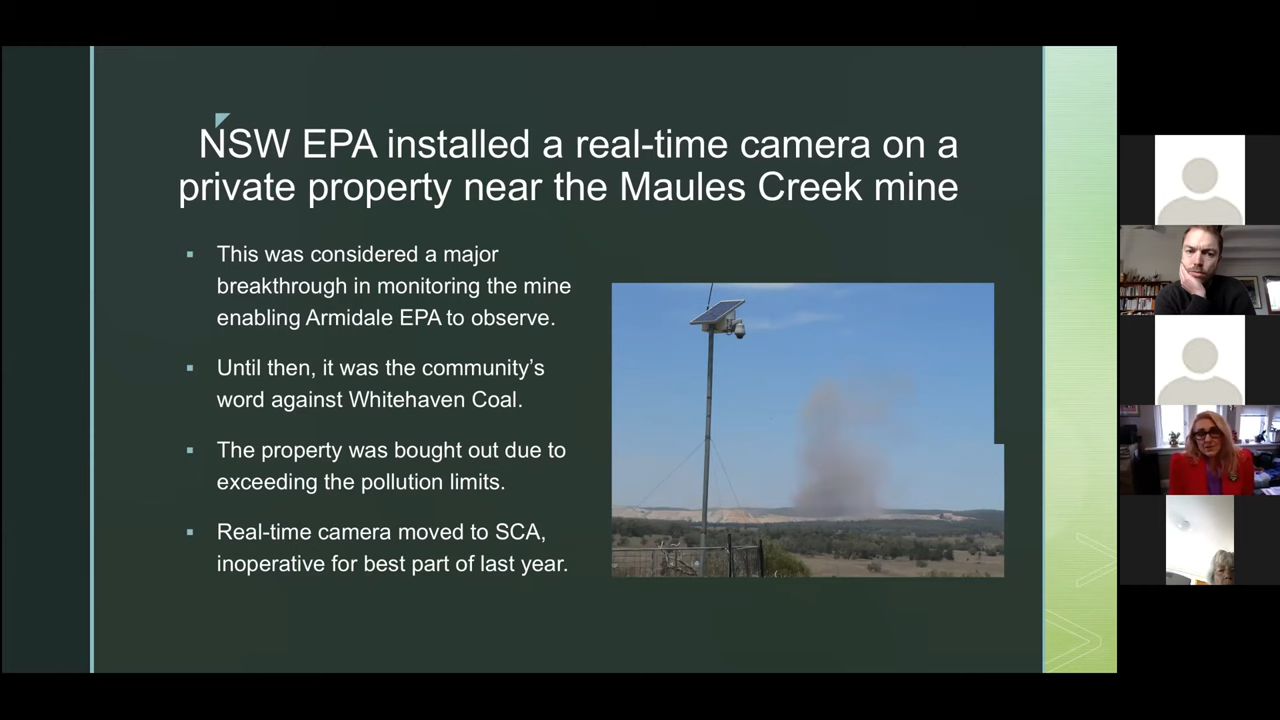 NSW EPA installed a real-time camera on a
private property near the Maules Creek mine
▪ This was considered a major
breakthrough in monitoring the mine
enabling Armidale EPA to observe.
▪ Until then, it was the community’s
word against Whitehaven Coal.
▪ The property was bought out due to
exceeding the pollution limits.
▪ Real-time camera moved to SCA,
inoperative for best part of last year.